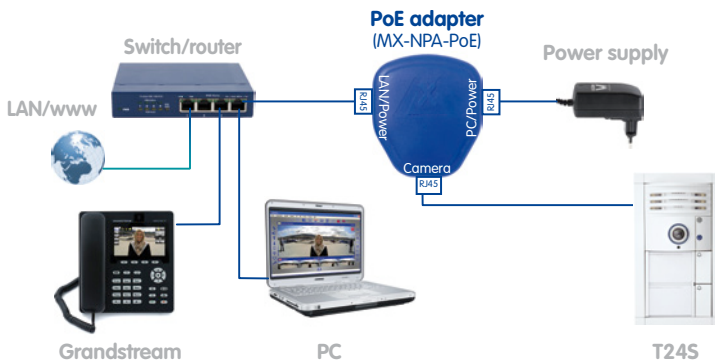 PoE adapter
(MX-NPA-PoE)
Switch/router
Power supply
LAN/www
RJ45
LAN/Power
PC/Power
RJ45
Camera
RJ45
Grandstream
PC
T24S